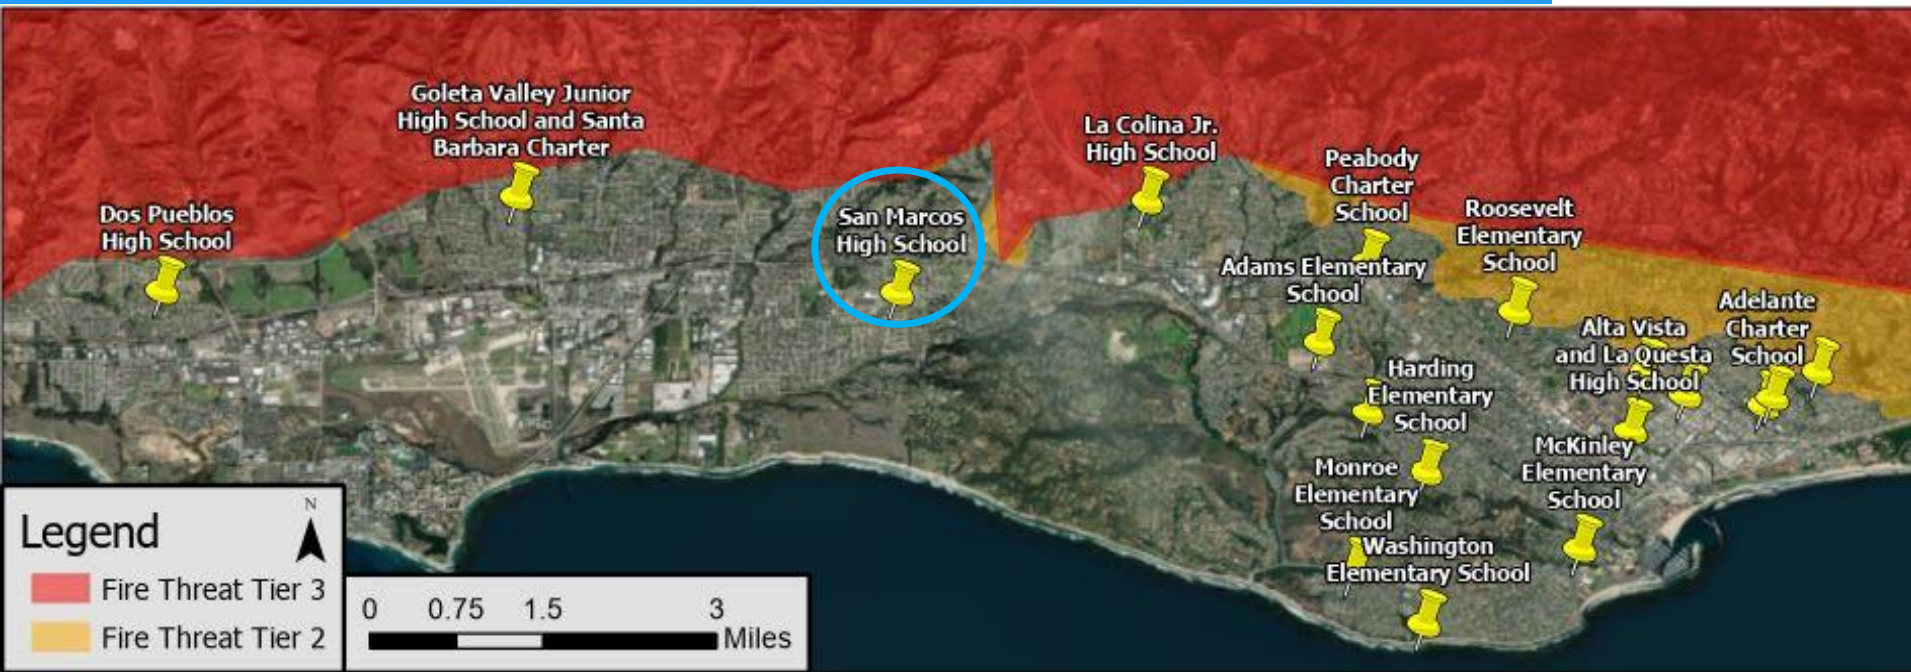 Goleta Valley Junior
High School and Santa
Barbara Charter
Dos Pueblos
High School
San Marcos
High School
La Colina Jr.
High School
Peabody
Charter
School
Roosevelt
Elementary
School
Adams Elementary
School
Adelante
Charter
School
Alta Vista
and La Questa
High School
Harding
Elementary
School
McKinley
Elementary
School
Monroe
Elementary
School
Washington
Elementary School
Legend
N
Fire Threat Tier 3
Fire Threat Tier 2
0 0.75 1.5 3
Miles